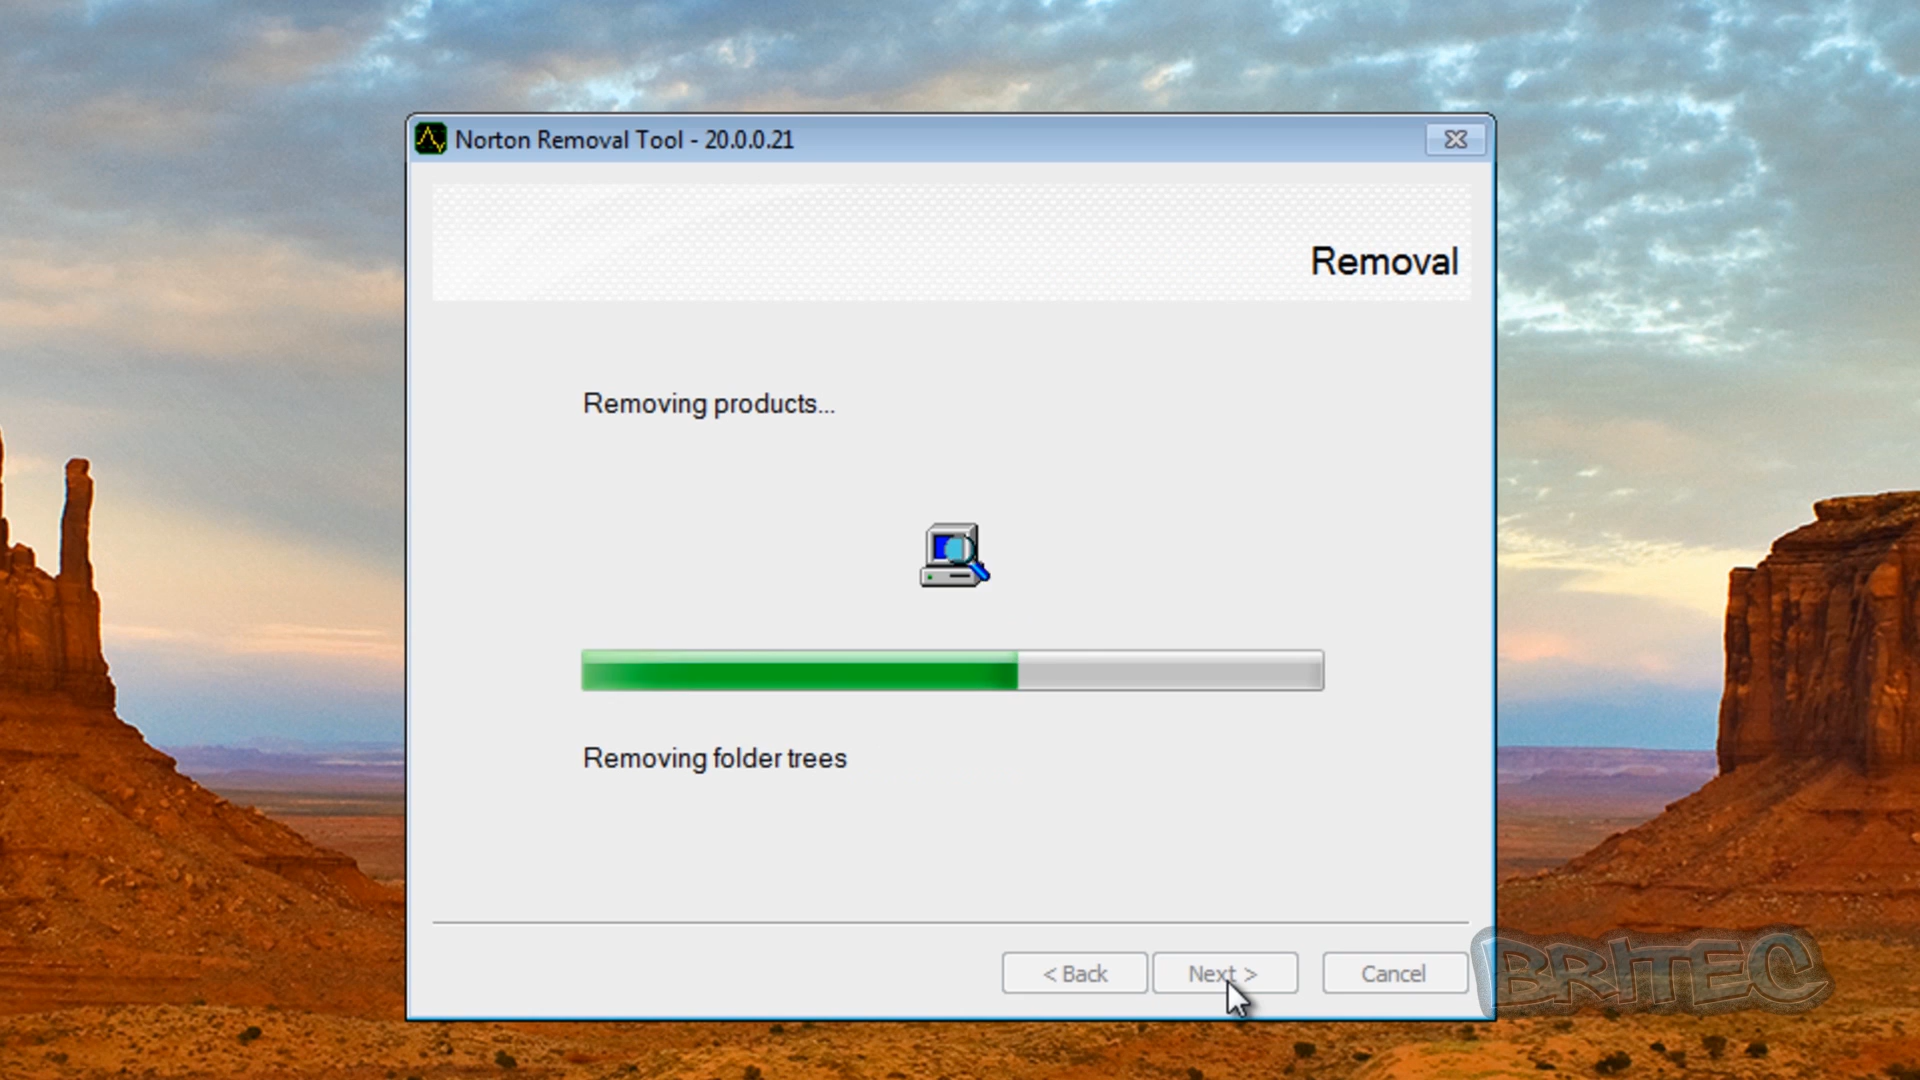 Norton Removal Tool - 20.0.0.21
Removal
Removing products...
Removing folder trees
< Back
Next >
Cancel
BRITEC